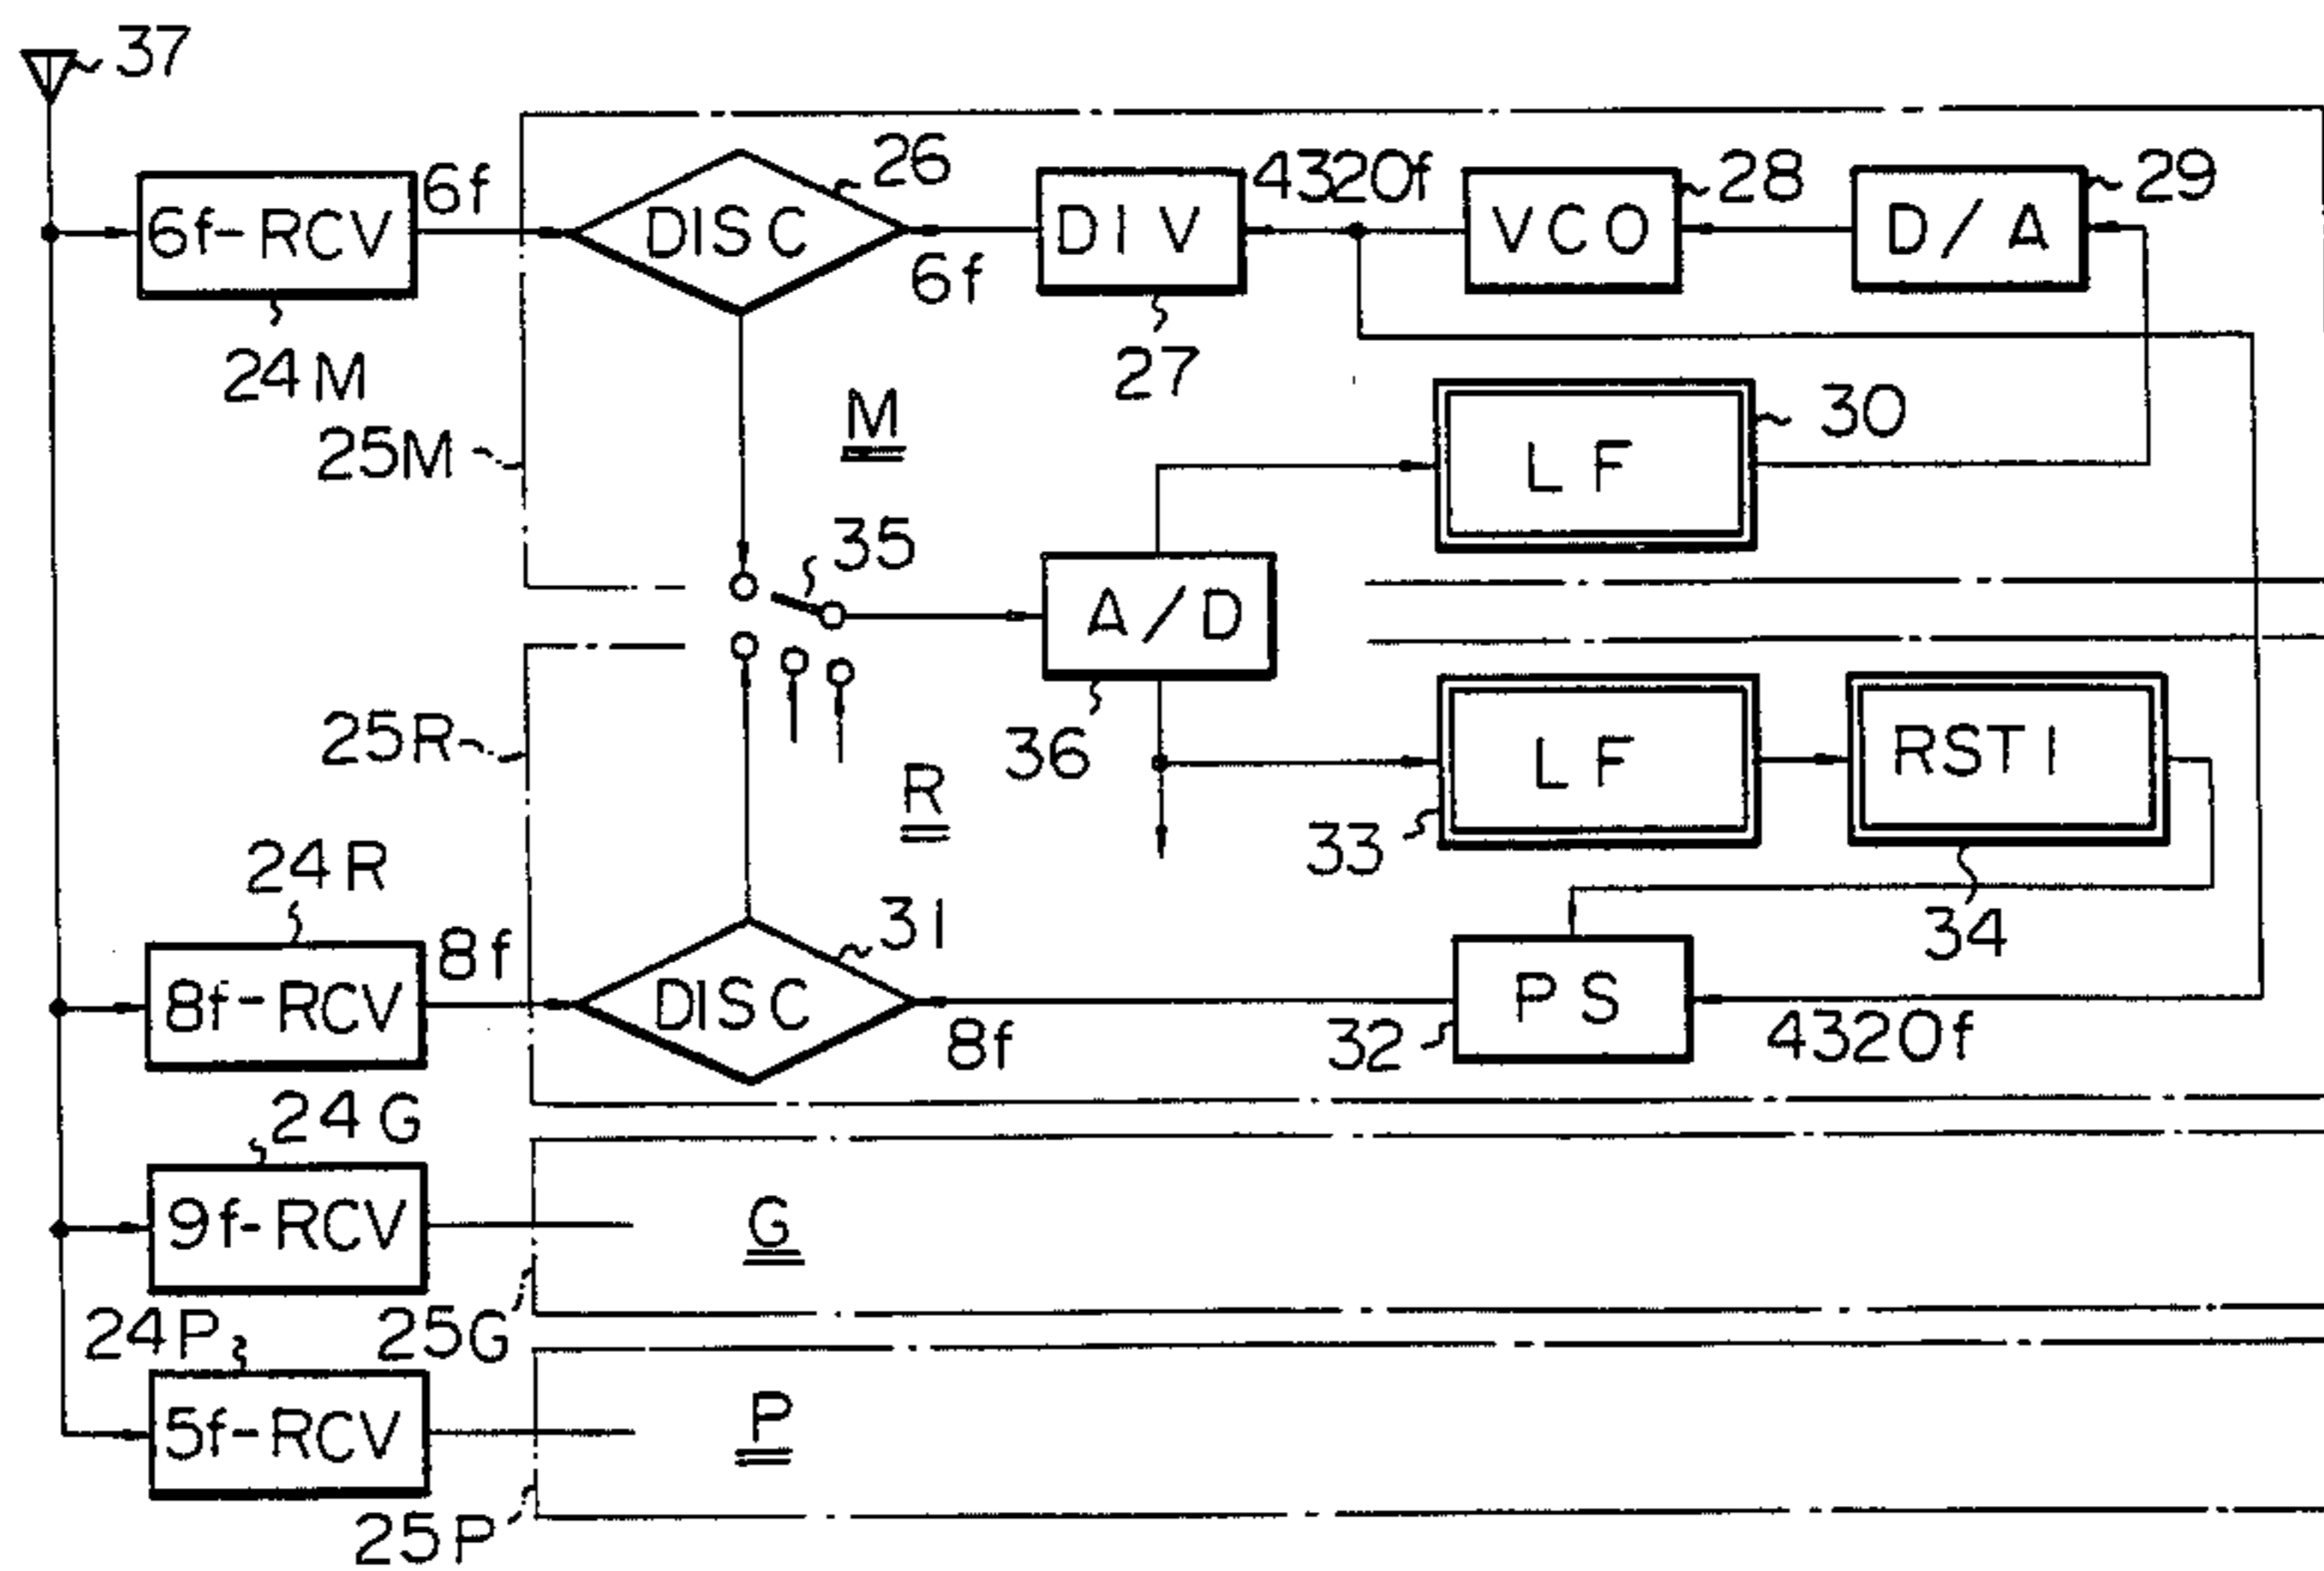 37
6f-RCV
6f
DISC
26
6f
DIV
4320f
VCO
28
D/A
29
24M
27
25M
M
LF
30
35
A/D
36
25R
R
LF
33
RST1
34
24R
8f-RCV
8f
DISC
31
8f
PS
32
4320f
24G
9f-RCV
25G
G
24P
5f-RCV
25P
P